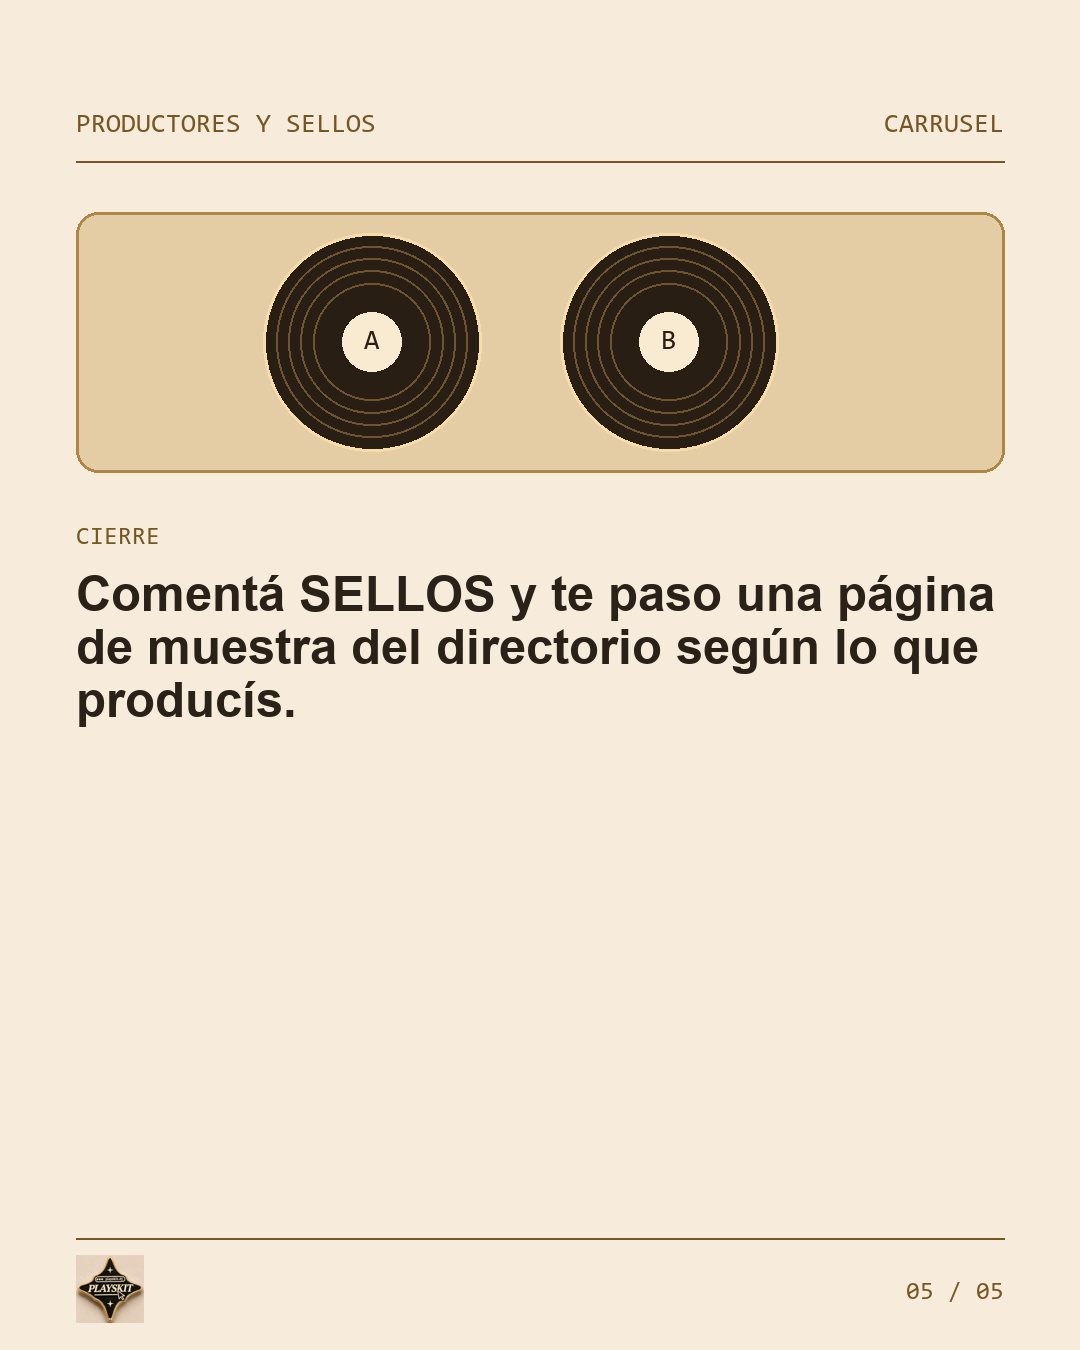 PRODUCTORES Y SELLOS
CARRUSEL
A
B
CIERRE
Comentá SELLOS y te paso una página
de muestra del directorio según lo que
producís.
PLAYSKIT
05 / 05